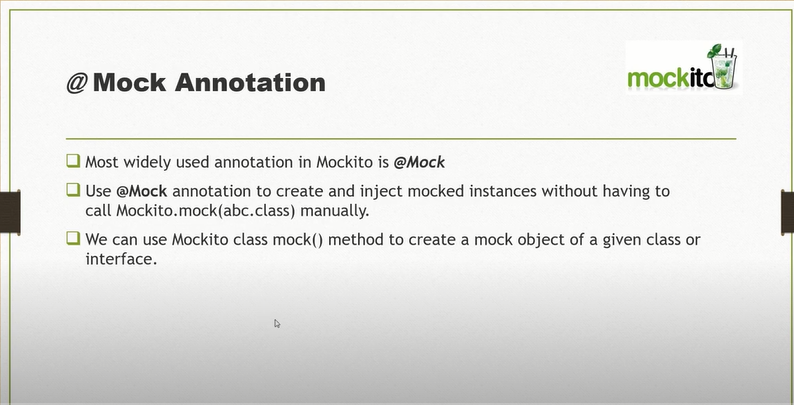 @Mock Annotation
mockito
Most widely used annotation in Mockito is @Mock
Use @Mock annotation to create and inject mocked instances without having to
call Mockito.mock(abc.class) manually.
We can use Mockito class mock() method to create a mock object of a given class or
interface.